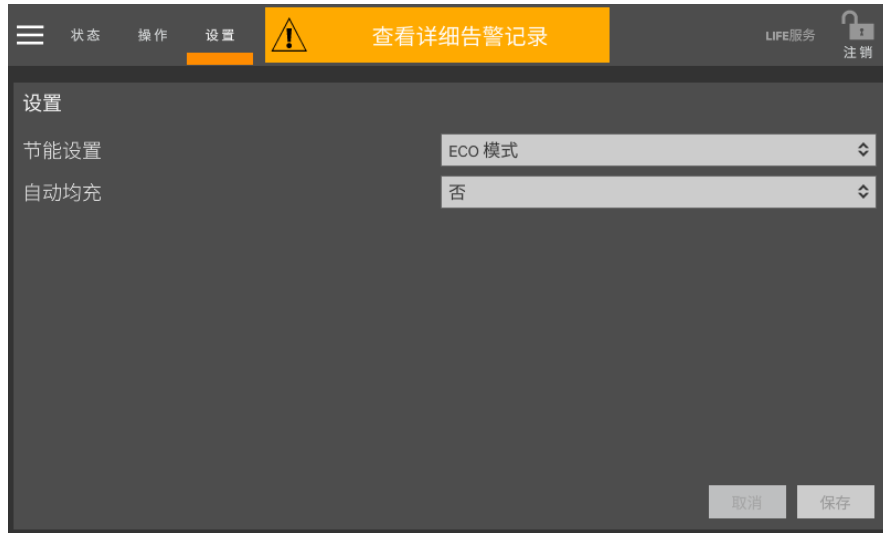 状态 操作 设置 查看详细告警记录 LIFE服务
注销
设置
节能设置 ECO 模式
自动均充 否
取消 保存